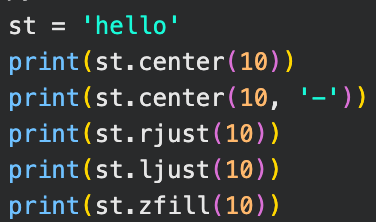 st = 'hello'
print(st.center(10))
print(st.center(10, '-'))
print(st.rjust(10))
print(st.ljust(10))
print(st.zfill(10))